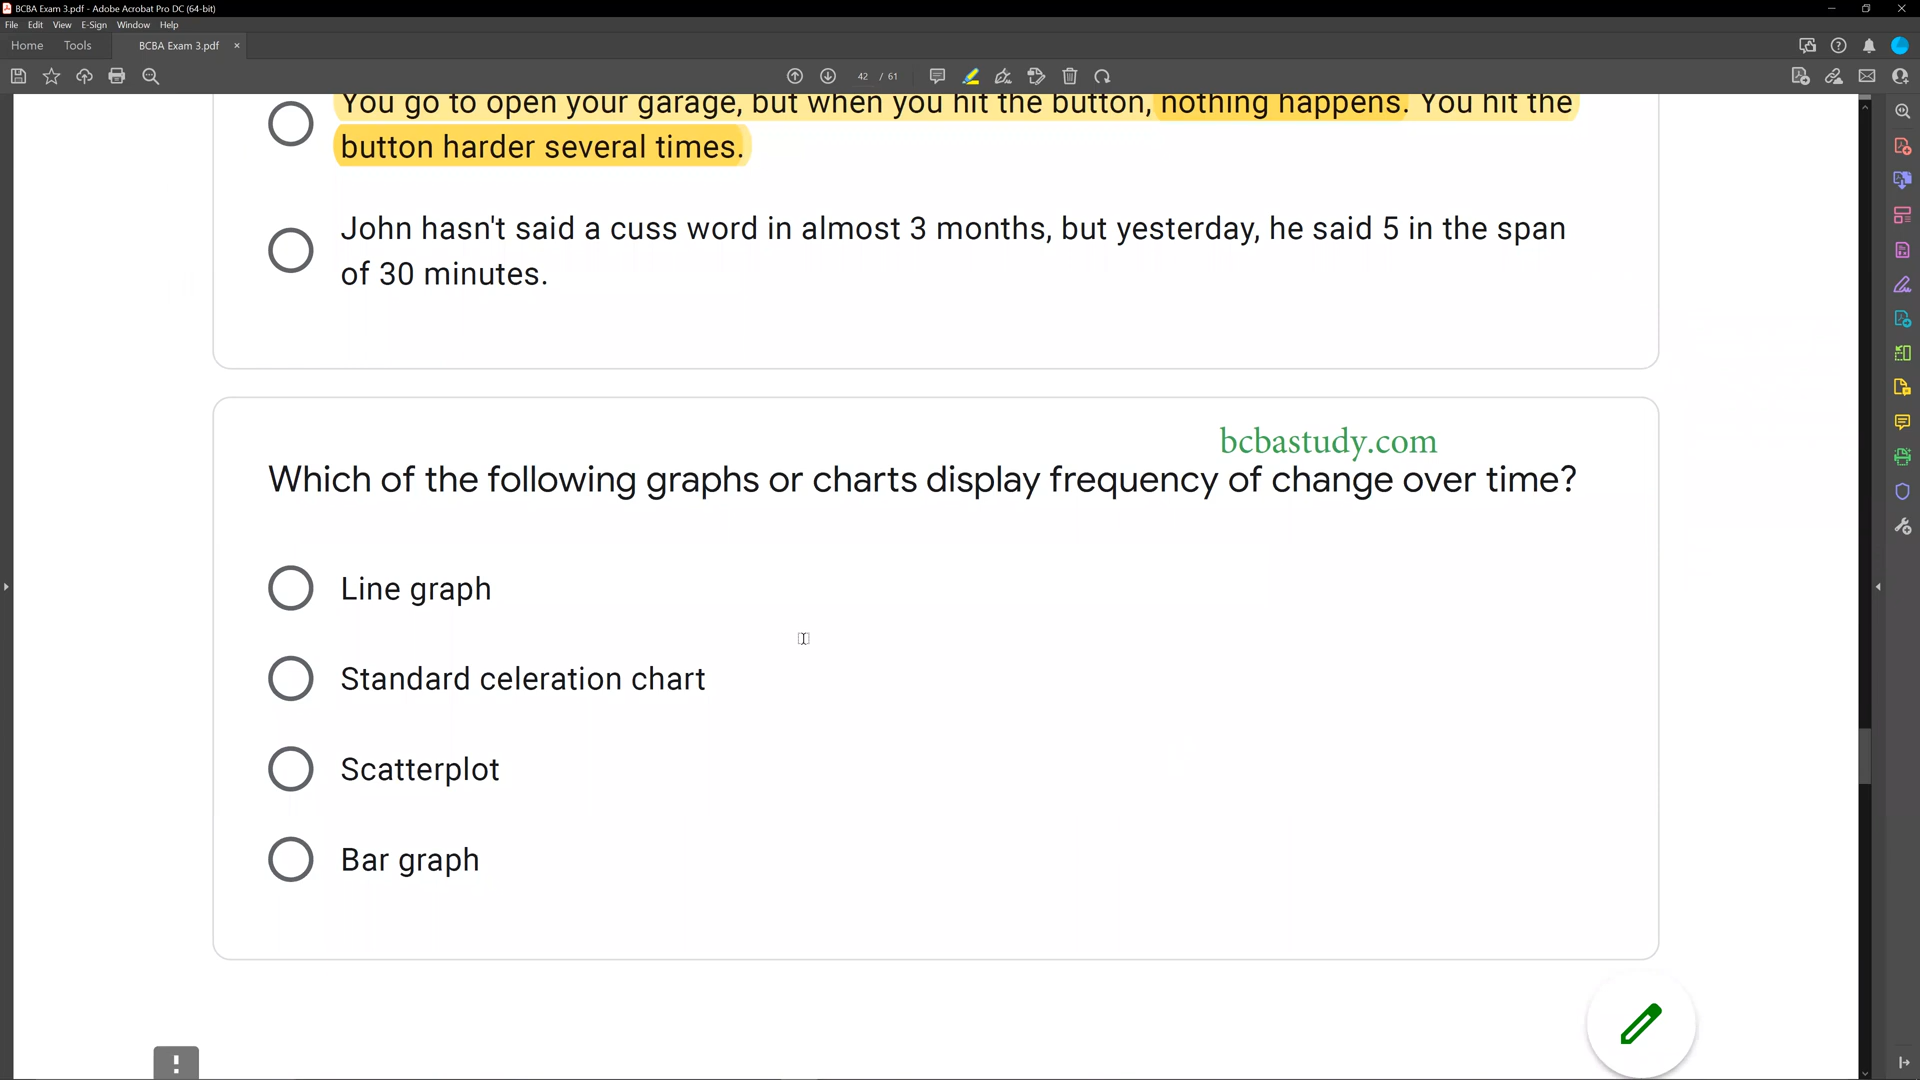 BCBA Exam 3.pdf - Adobe Acrobat Pro DC (64-bit)
File Edit View E-Sign Window Help
Home Tools BCBA Exam 3.pdf ×
42 / 61
You go to open your garage, but when you hit the button, nothing happens. You hit the
button harder several times.
John hasn't said a cuss word in almost 3 months, but yesterday, he said 5 in the span
of 30 minutes.
bcbastudy.com
Which of the following graphs or charts display frequency of change over time?
Line graph
Standard celeration chart
Scatterplot
Bar graph